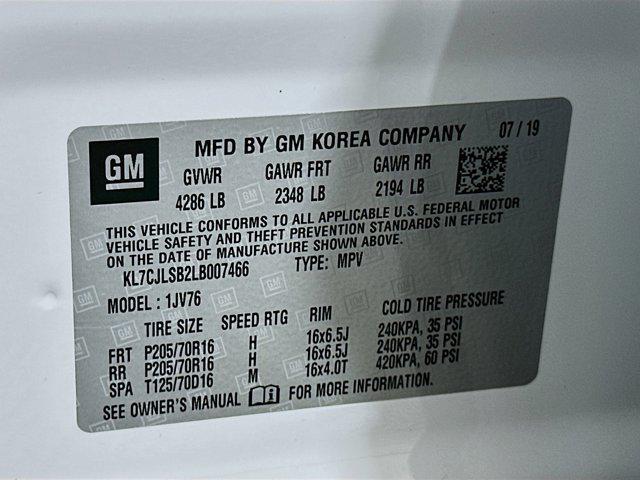 GM MFD BY GM KOREA COMPANY 07 / 19
GVWR GAWR FRT GAWR RR
4286 LB 2348 LB 2194 LB
THIS VEHICLE CONFORMS TO ALL APPLICABLE U.S. FEDERAL MOTOR
VEHICLE SAFETY AND THEFT PREVENTION STANDARDS IN EFFECT
ON THE DATE OF MANUFACTURE SHOWN ABOVE.
KL7CJLSB2LB007466 TYPE: MPV
MODEL : 1JV76
TIRE SIZE SPEED RTG RIM COLD TIRE PRESSURE
FRT P205/70R16 H 16x6.5J 240KPA, 35 PSI
RR P205/70R16 H 16x6.5J 240KPA, 35 PSI
SPA T125/70D16 M 16x4.0T 420KPA, 60 PSI
SEE OWNER'S MANUAL FOR MORE INFORMATION.